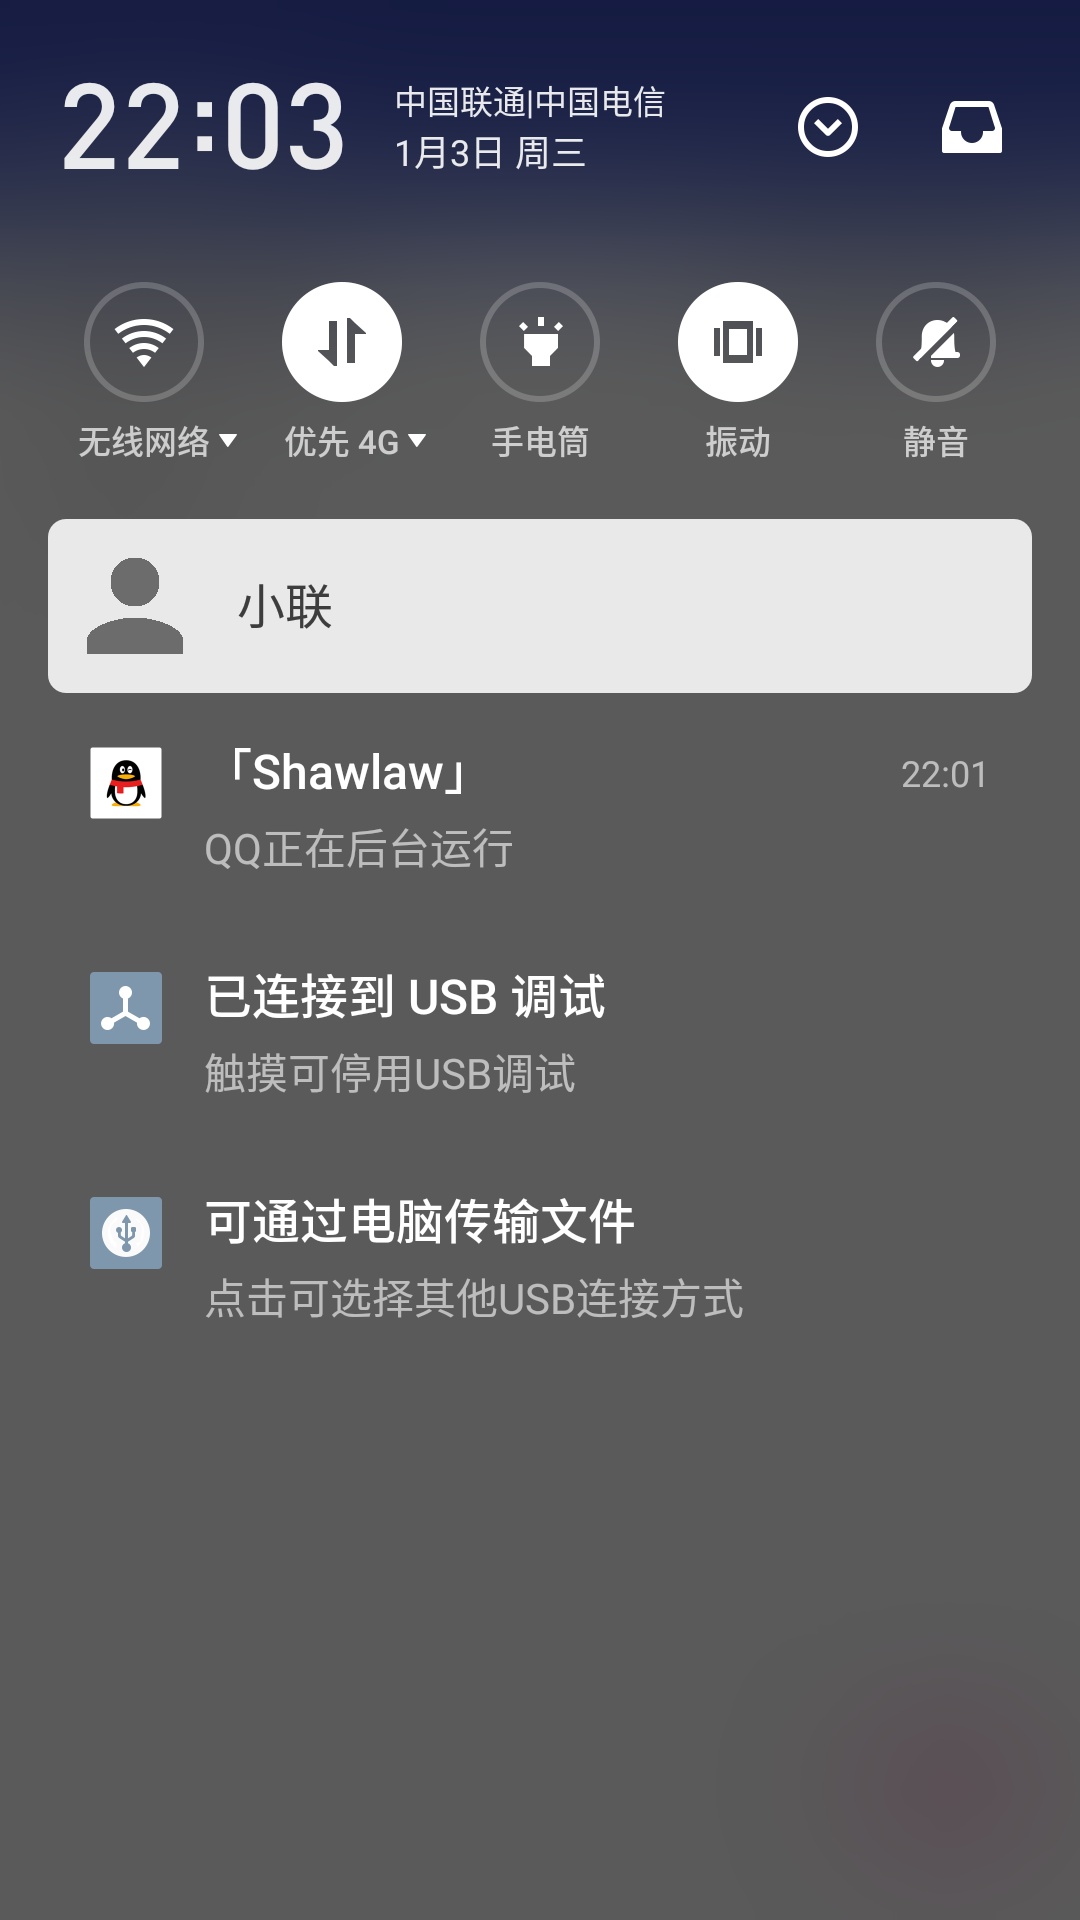 22:03
中国联通|中国电信
1月3日 周三
无线网络
优先 4G
手电筒
振动
静音
小联
「Shawlaw」
22:01
QQ正在后台运行
已连接到 USB 调试
触摸可停用USB调试
可通过电脑传输文件
点击可选择其他USB连接方式